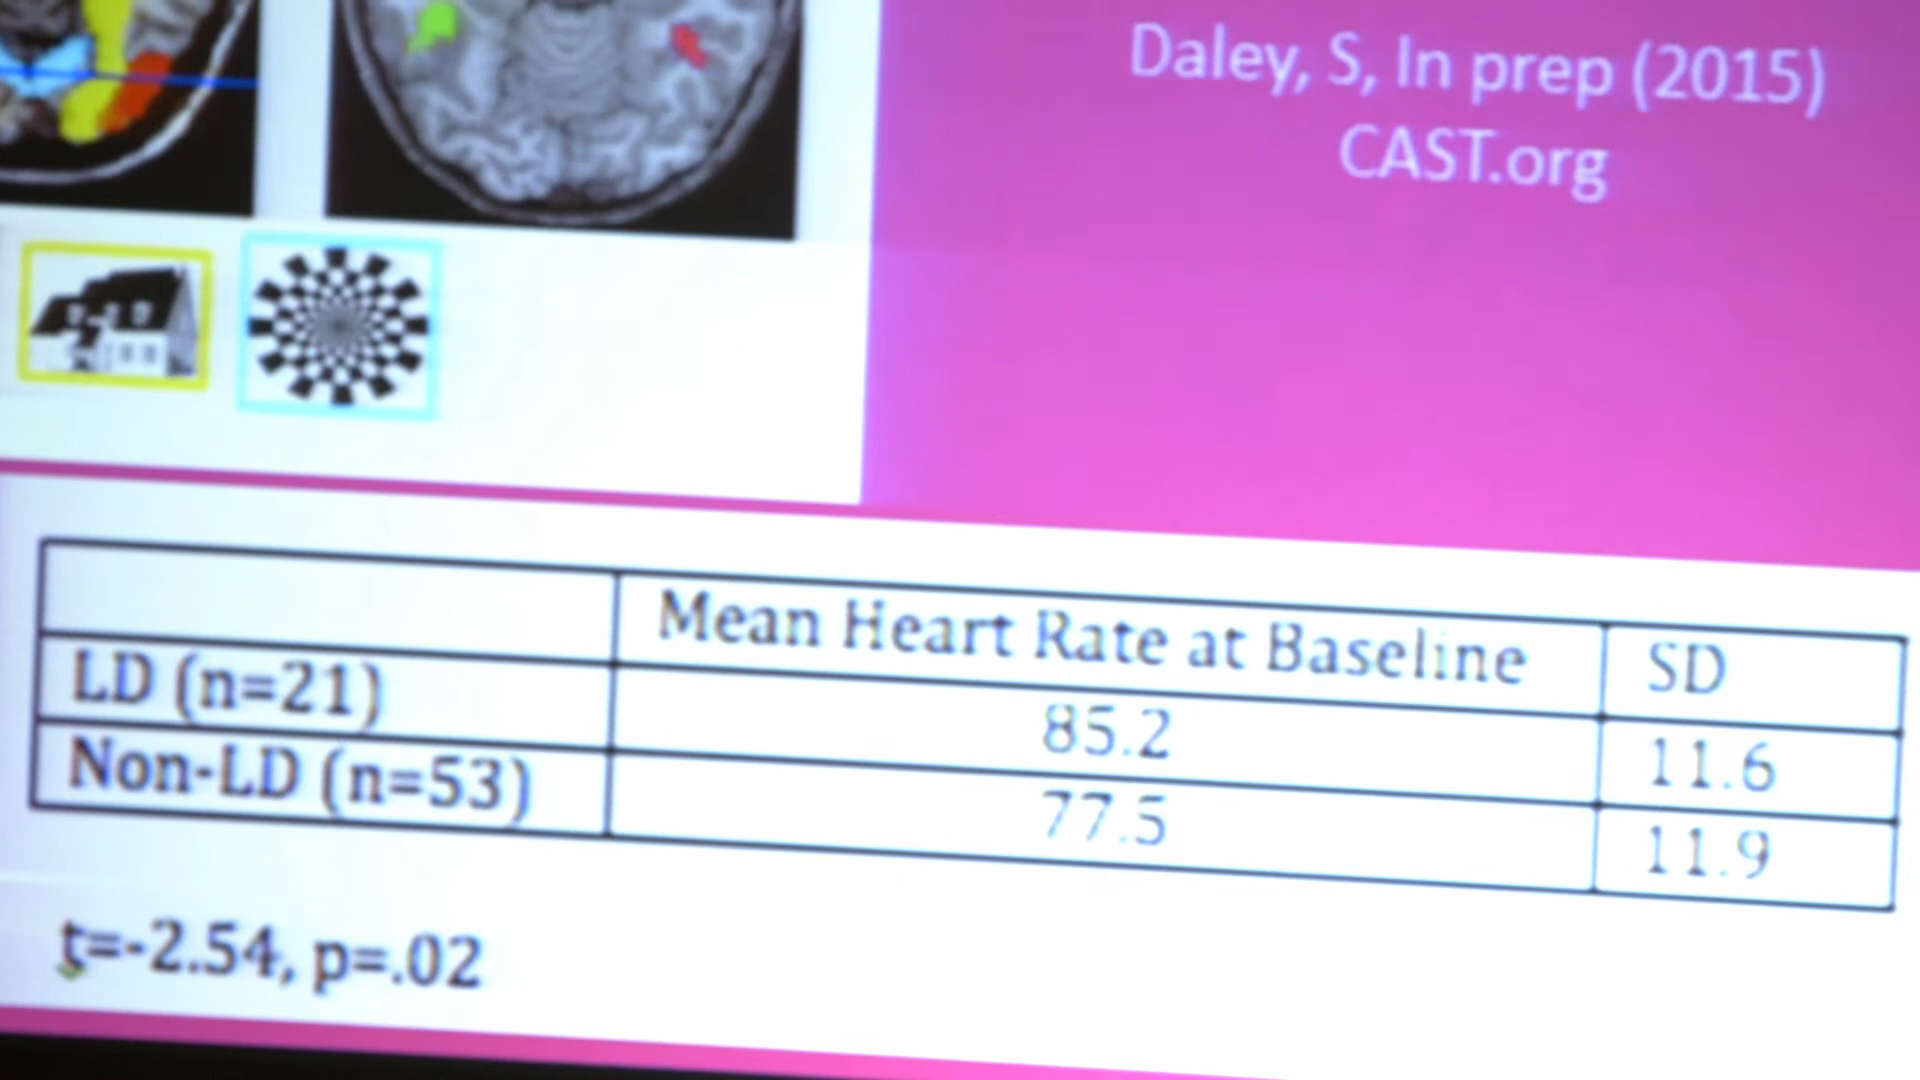 Daley, S, In prep (2015)
CAST.org
Mean Heart Rate at Baseline SD
LD (n=21) 85.2 11.6
Non-LD (n=53) 77.5 11.9
t=-2.54, p=.02